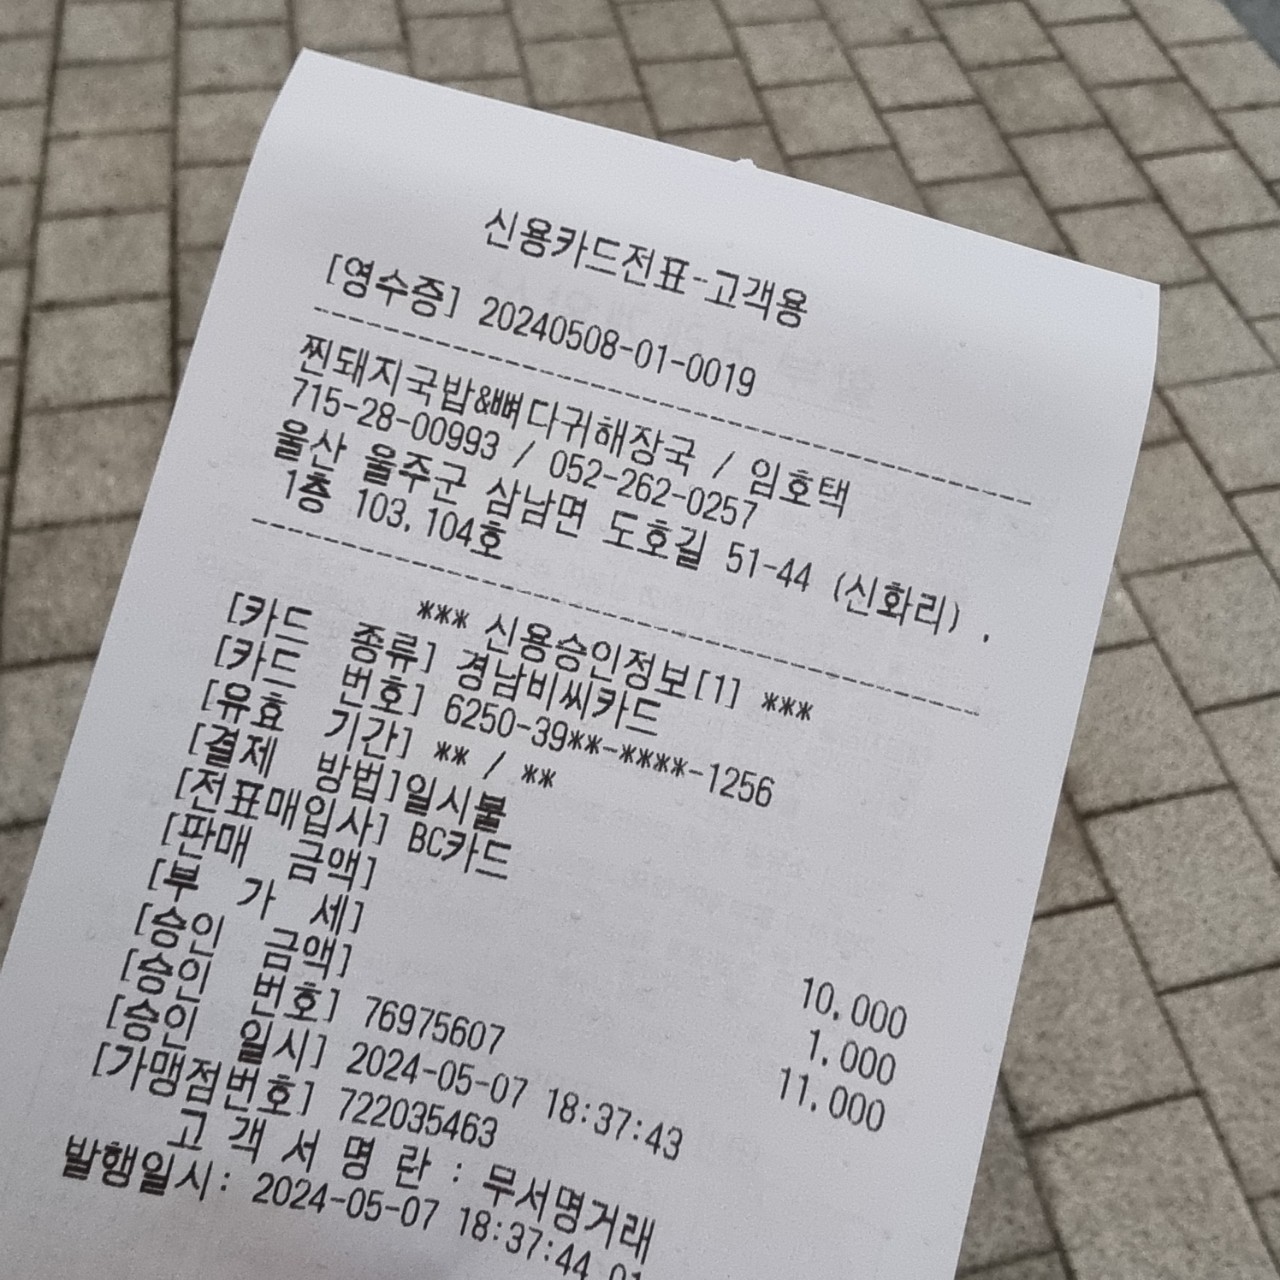 신용카드전표-고객용
[영수증] 20240508-01-0019
찐돼지국밥&뼈다귀해장국 / 임호택
715-28-00993 / 052-262-0257
울산 울주군 삼남면 도호길 51-44 (신화리) ,
1층 103,104호
*** 신용승인정보[1] ***
[카드 종류] 경남비씨카드
[카드 번호] 6250-39**-****-1256
[유효 기간] ** / **
[결제 방법]일시불
[전표매입사] BC카드
[판매 금액] 10,000
[부 가 세] 1,000
[승인 금액] 11,000
[승인 번호] 76975607
[승인 일시] 2024-05-07 18:37:43
[가맹점번호] 722035463
고 객 서 명 란 : 무서명거래
발행일시: 2024-05-07 18:37:44